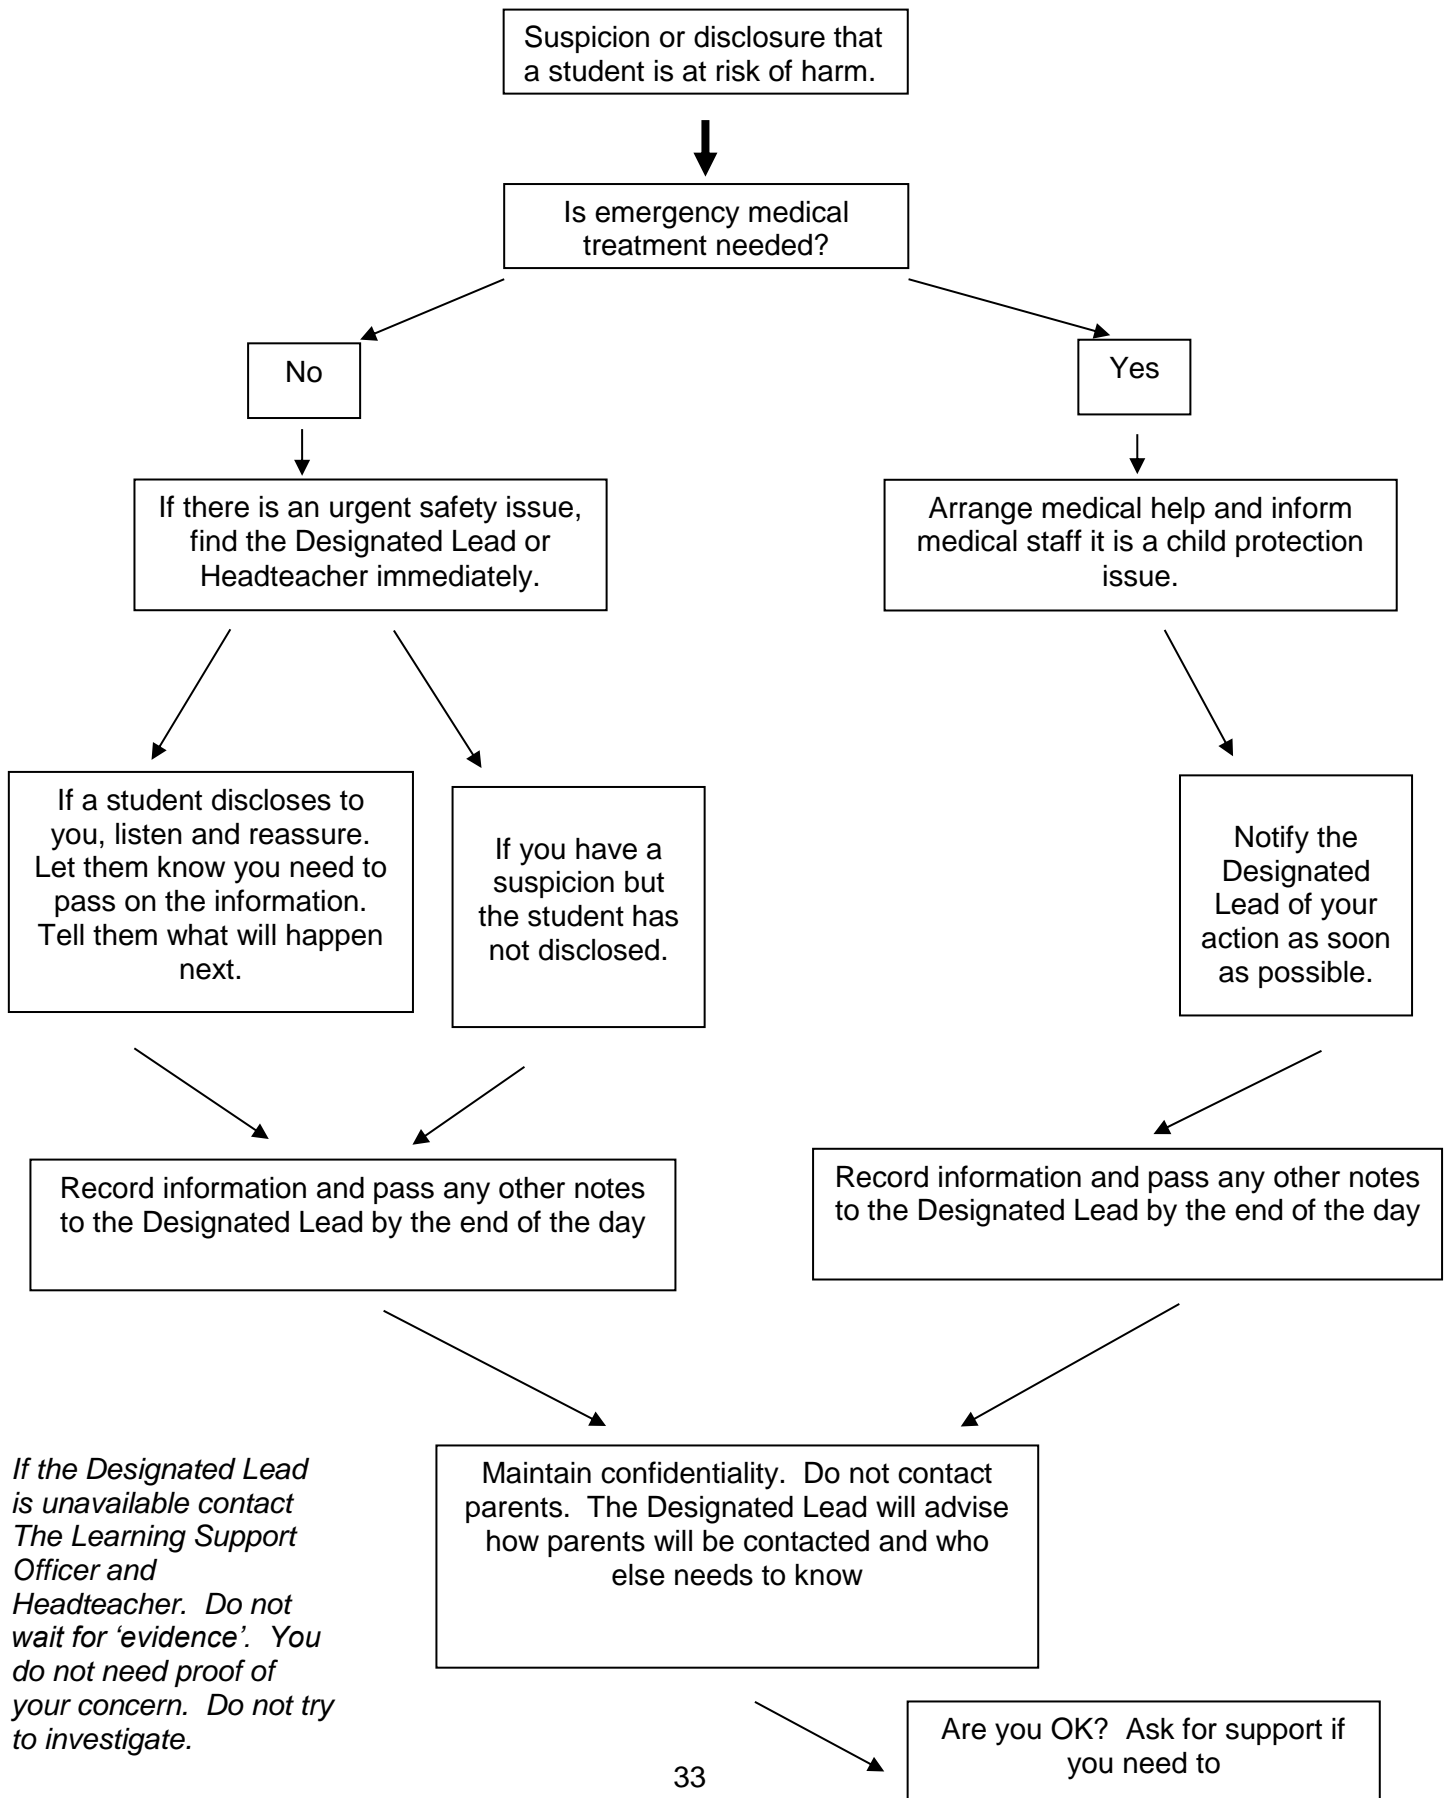 Suspicion or disclosure that
a student is at risk of harm.
Is emergency medical
treatment needed?
No
Yes
If there is an urgent safety issue,
find the Designated Lead or
Headteacher immediately.
Arrange medical help and inform
medical staff it is a child protection
issue.
If a student discloses to
you, listen and reassure.
Let them know you need to
pass on the information.
Tell them what will happen
next.
If you have a
suspicion but
the student has
not disclosed.
Notify the
Designated
Lead of your
action as soon
as possible.
Record information and pass any other notes
to the Designated Lead by the end of the day
Record information and pass any other notes
to the Designated Lead by the end of the day
If the Designated Lead
is unavailable contact
The Learning Support
Officer and
Headteacher.  Do not
wait for ‘evidence’.  You
do not need proof of
your concern.  Do not try
to investigate.
Maintain confidentiality.  Do not contact
parents.  The Designated Lead will advise
how parents will be contacted and who
else needs to know
Are you OK?  Ask for support if
you need to
33